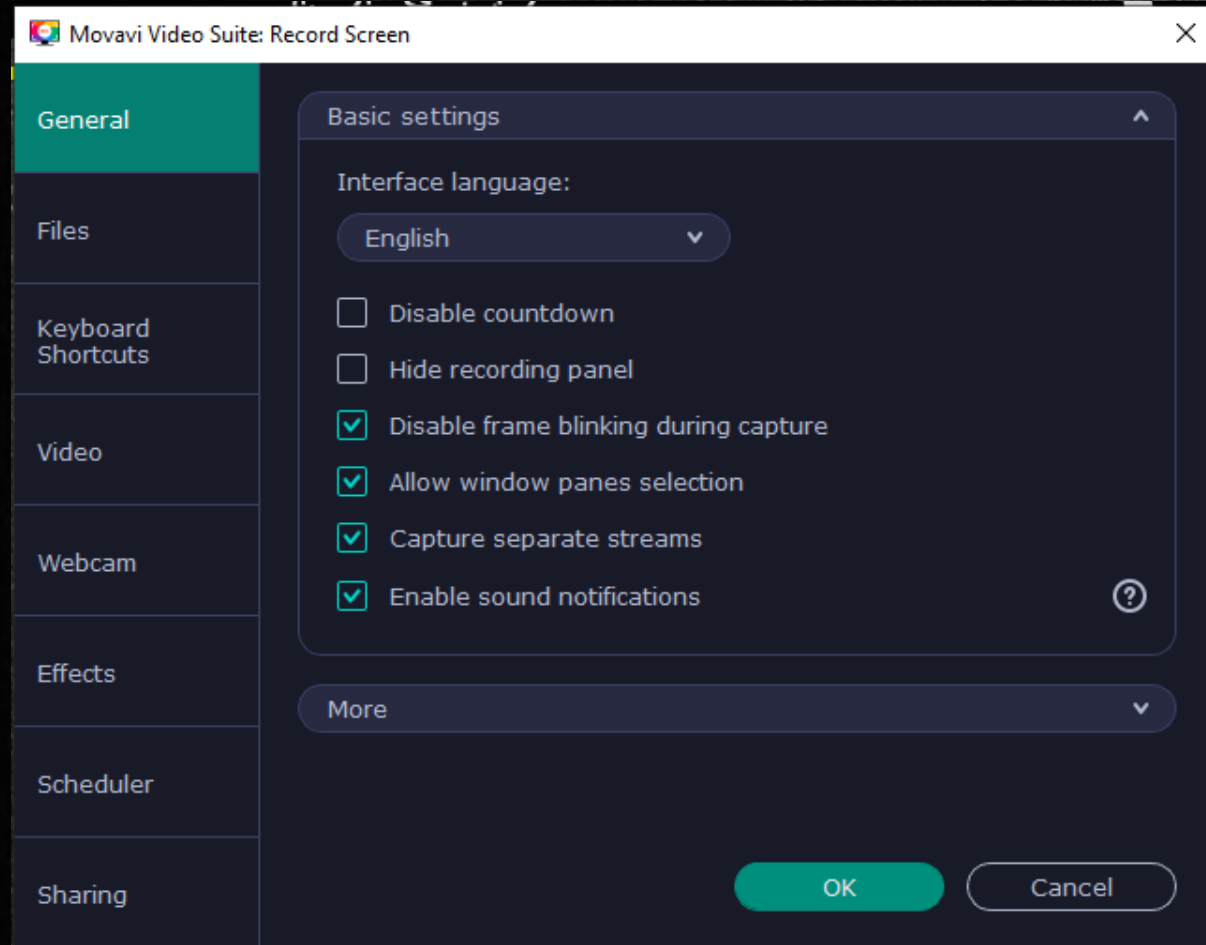 Movavi Video Suite: Record Screen
General
Files
Keyboard
Shortcuts
Video
Webcam
Effects
Scheduler
Sharing
Basic settings
Interface language:
English
Disable countdown
Hide recording panel
Disable frame blinking during capture
Allow window panes selection
Capture separate streams
Enable sound notifications
?
More
OK
Cancel